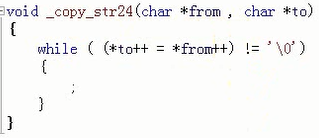 void _copy_str24(char *from , char *to)
{
while ( (*to++ = *from++) != '\0')
{
;
}
}